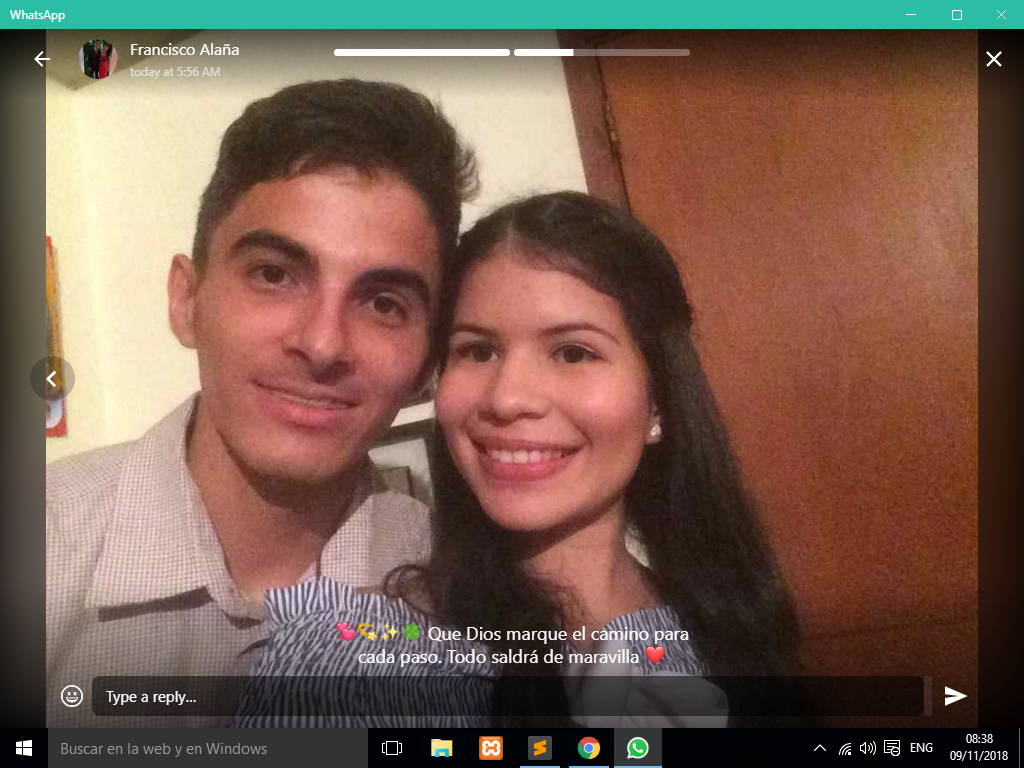 WhatsApp
Francisco Alaña
today at 5:56 AM
💕💫✨🍀 Que Dios marque el camino para
cada paso. Todo saldrá de maravilla ❤️
Type a reply...
Buscar en la web y en Windows
ENG
08:38
09/11/2018